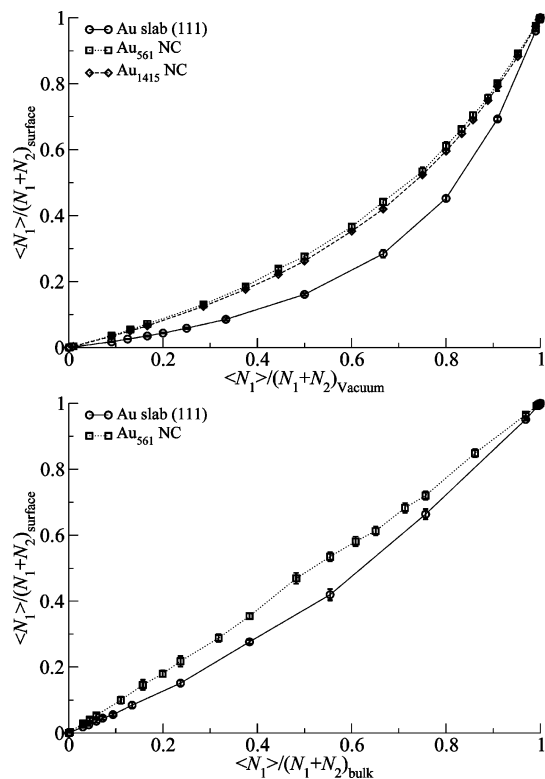 1
Au slab (111)
Au561 NC
Au1415 NC
0.8
0.6
0.4
0.2
0
<N1>/(N1+N2)surface
0 0.2 0.4 0.6 0.8 1
<N1>/(N1+N2)Vacuum
1
Au slab (111)
Au561 NC
0.8
0.6
0.4
0.2
0
<N1>/(N1+N2)surface
0 0.2 0.4 0.6 0.8 1
<N1>/(N1+N2)bulk